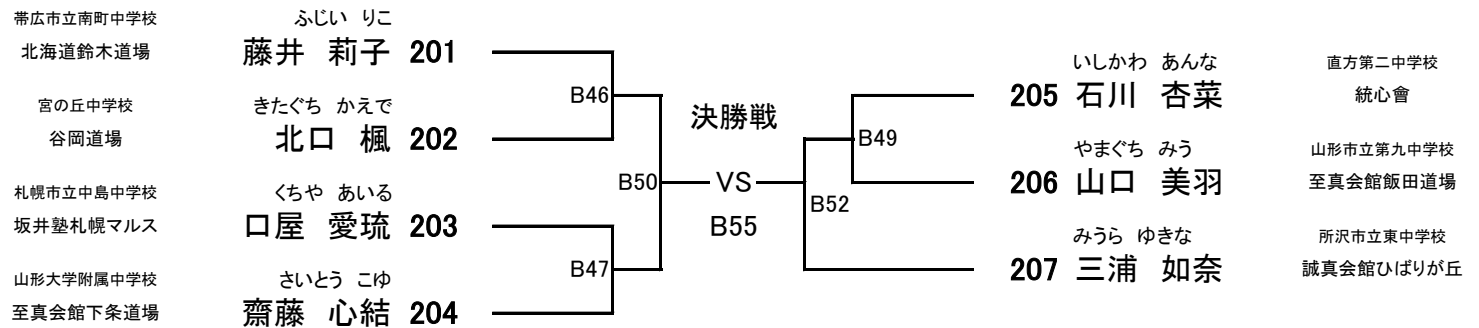 帯広市立南町中学校 ふじい りこ
北海道鈴木道場 藤井 莉子 201
宮の丘中学校 きたぐち かえで
谷岡道場 北口 楓 202
札幌市立中島中学校 くちや あいる
坂井塾札幌マルス 口屋 愛琉 203
山形大学附属中学校 さいとう こゆ
至真会館下条道場 齋藤 心結 204
B46
B47
B50
決勝戦
VS
B55
B49
B52
いしかわ あんな 直方第二中学校
205 石川 杏菜 統心會
やまぐち みう 山形市立第九中学校
206 山口 美羽 至真会館飯田道場
みうら ゆきな 所沢市立東中学校
207 三浦 如奈 誠真会館ひばりが丘